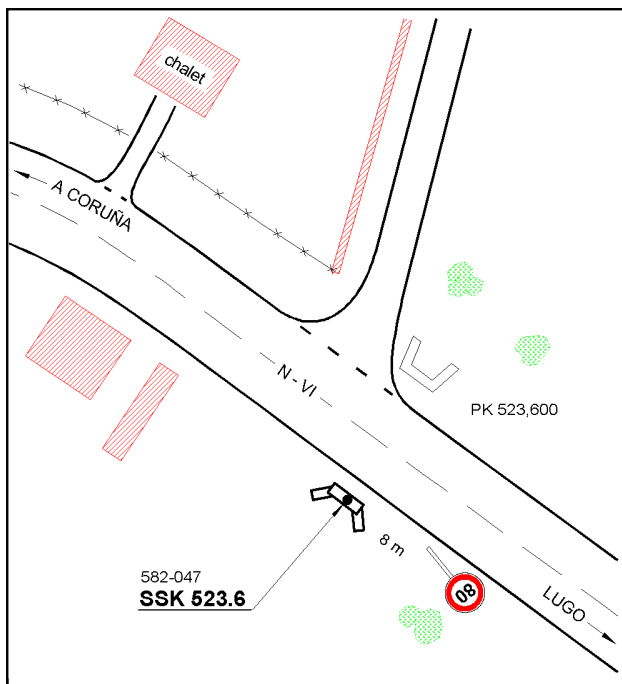 chalet
A CORUÑA
N - VI
PK 523,600
8 m
582-047
SSK 523.6
80
LUGO